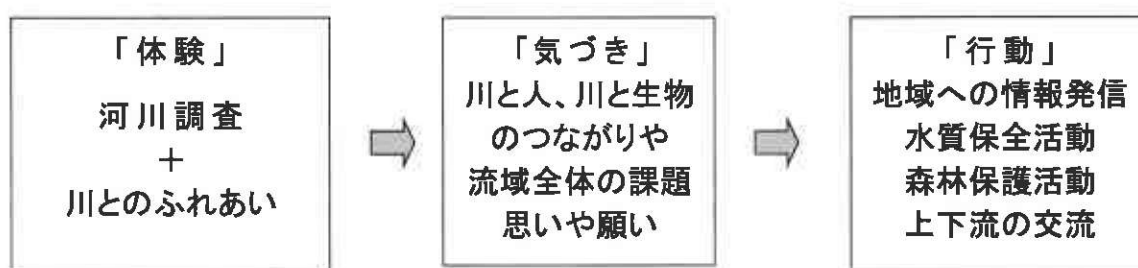 「体験」
河川調査
＋
川とのふれあい
「気づき」
川と人、川と生物
のつながりや
流域全体の課題
思いや願い
「行動」
地域への情報発信
水質保全活動
森林保護活動
上下流の交流